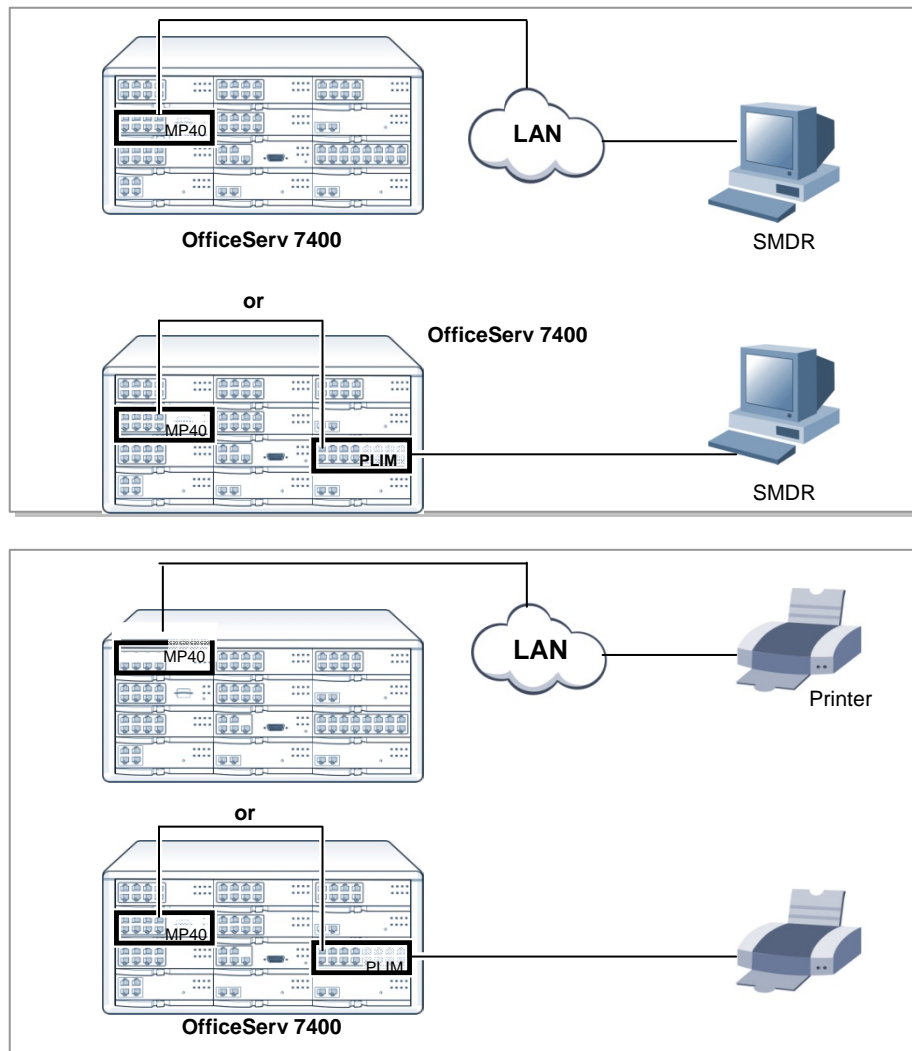 MP40
LAN
OfficeServ 7400
SMDR
or
OfficeServ 7400
MP40
PLIM
SMDR
MP40
LAN
Printer
or
MP40
PLIM
OfficeServ 7400